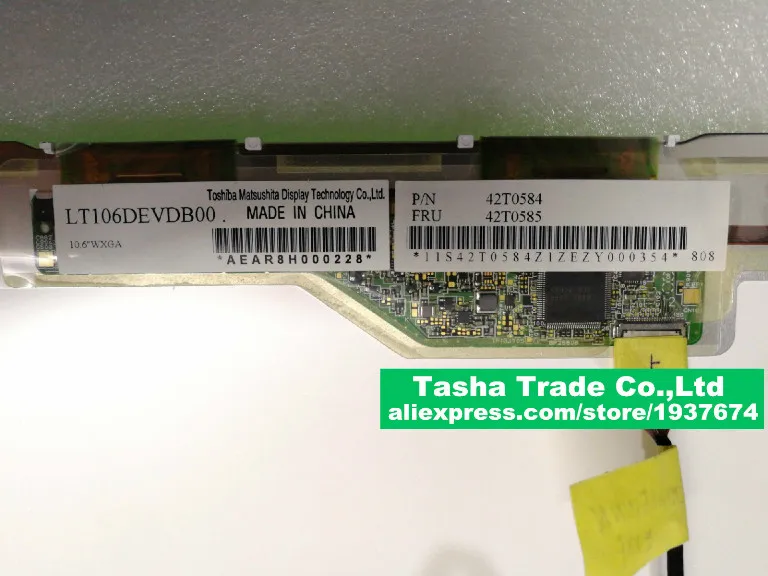 Toshiba Matsushita Display Technology Co.,Ltd.
LT106DEVDB00 .
MADE IN CHINA
10.6"WXGA
*AEAR8H000228*
P/N 42T0584
FRU 42T0585
*11S42T0584Z1ZEZY000354* 808
Tasha Trade Co.,Ltd
aliexpress.com/store/1937674